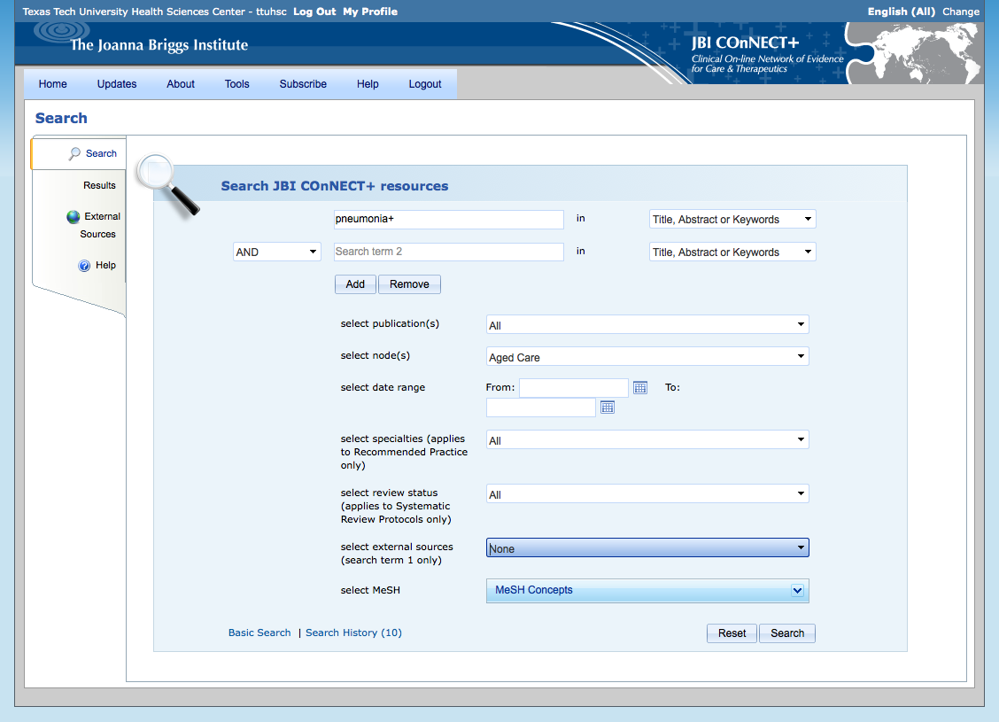 Texas Tech University Health Sciences Center - ttuhsc Log Out My Profile English (All) Change
The Joanna Briggs Institute
JBI COnNECT+
Clinical On-line Network of Evidence
for Care & Therapeutics
Home Updates About Tools Subscribe Help Logout
Search
Search
Results
External
Sources
Help
Search JBI COnNECT+ resources
pneumonia+ in Title, Abstract or Keywords
AND Search term 2 in Title, Abstract or Keywords
Add Remove
select publication(s) All
select node(s) Aged Care
select date range From: To:
select specialties (applies
to Recommended Practice
only)
All
select review status
(applies to Systematic
Review Protocols only)
All
select external sources
(search term 1 only)
None
select MeSH MeSH Concepts
Basic Search | Search History (10) Reset Search